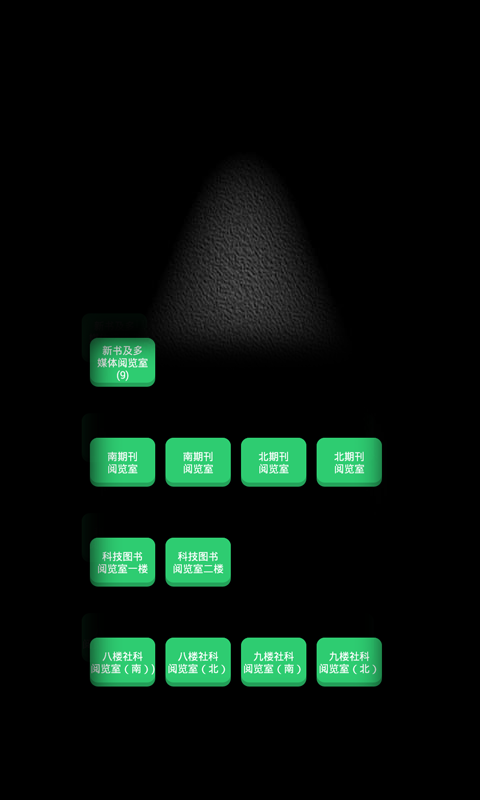 新书及多
媒体阅览室
(9)
南期刊
阅览室
南期刊
阅览室
北期刊
阅览室
北期刊
阅览室
科技图书
阅览室一楼
科技图书
阅览室二楼
八楼社科
阅览室（南）)
八楼社科
阅览室（北）
九楼社科
阅览室（南）
九楼社科
阅览室（北）